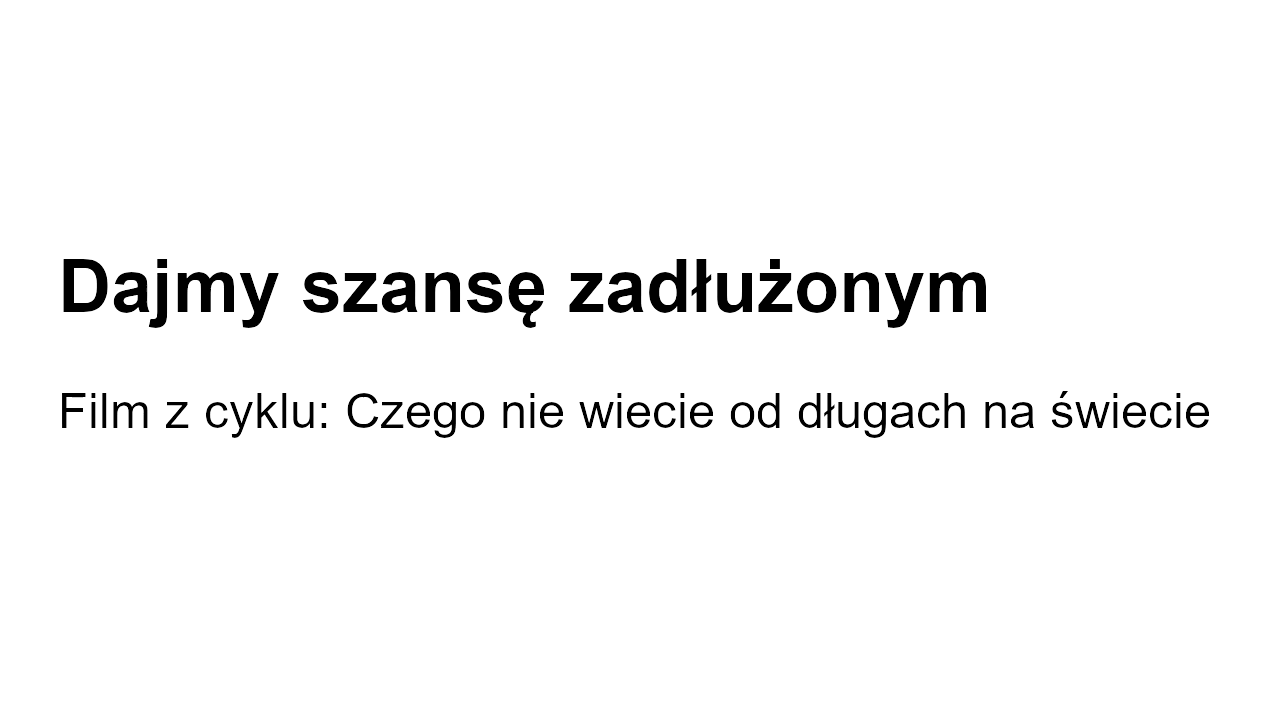 Dajmy szansę zadłużonym
Film z cyklu: Czego nie wiecie od długach na świecie